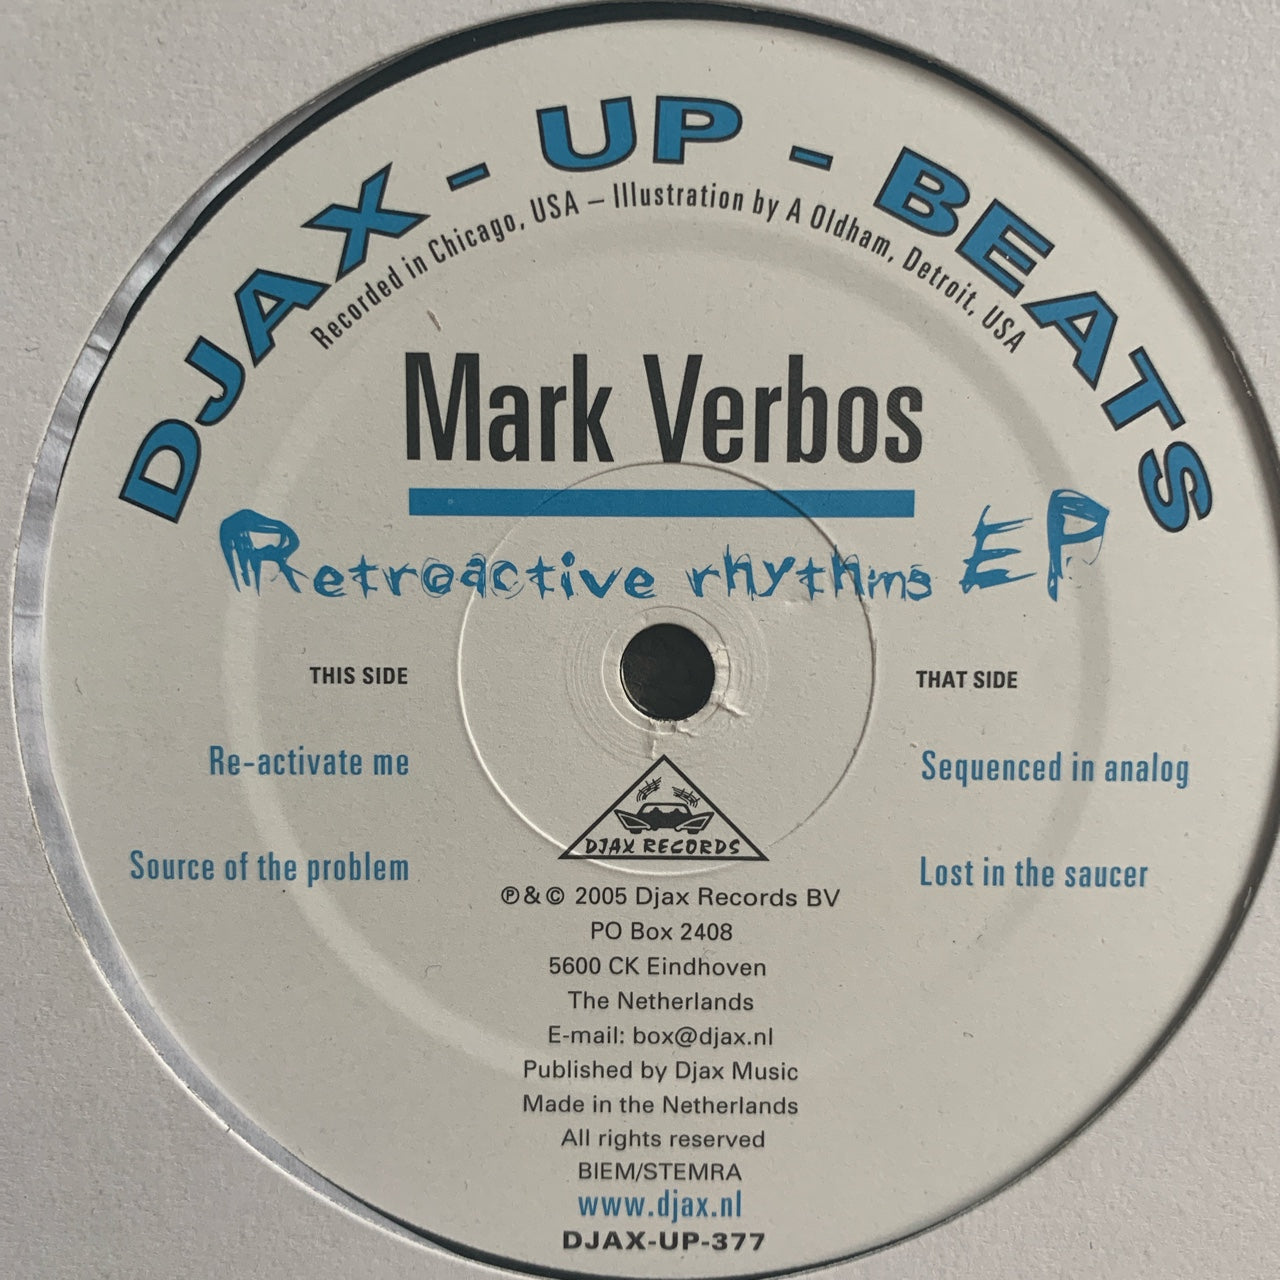 DJAX - UP - BEATS
Recorded in Chicago, USA – Illustration by A Oldham, Detroit, USA
Mark Verbos
Retroactive rhythms EP
THIS SIDE
Re-activate me
Source of the problem
THAT SIDE
Sequenced in analog
Lost in the saucer
DJAX RECORDS
℗ & © 2005 Djax Records BV
PO Box 2408
5600 CK Eindhoven
The Netherlands
E-mail: box@djax.nl
Published by Djax Music
Made in the Netherlands
All rights reserved
BIEM/STEMRA
www.djax.nl
DJAX-UP-377